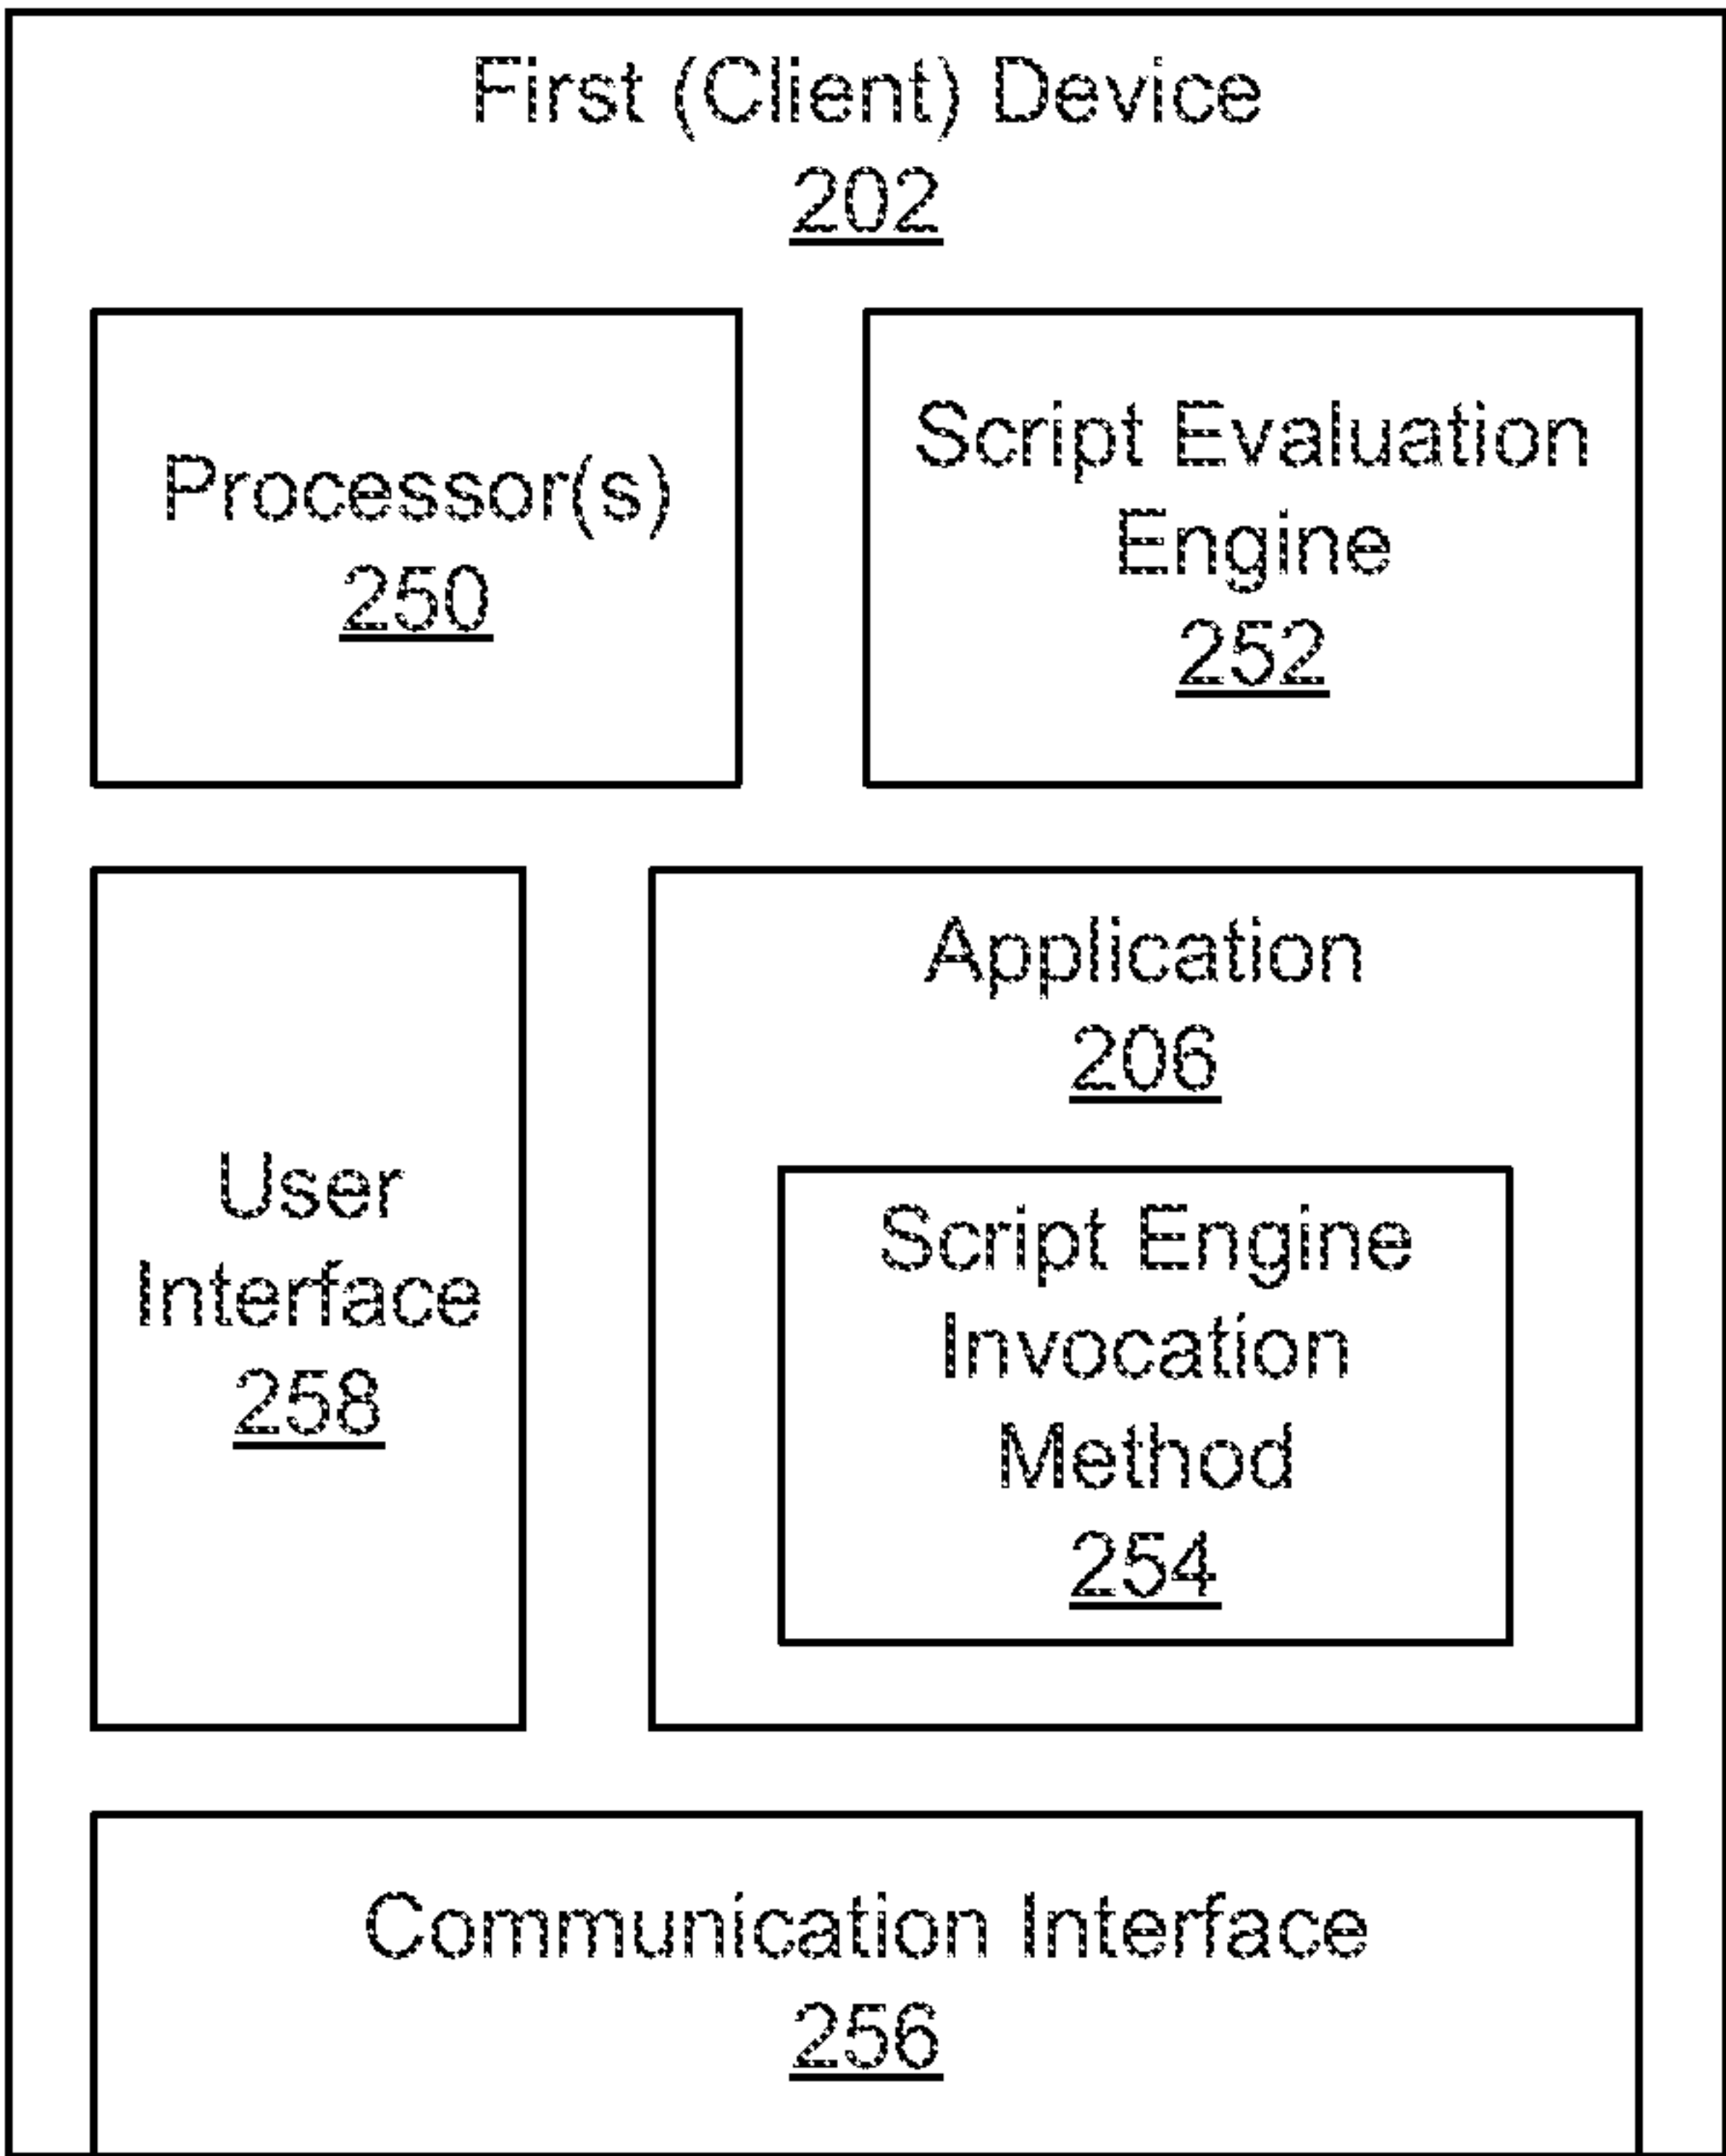 First (Client) Device
202
Processor(s)
250
Script Evaluation
Engine
252
User
Interface
258
Application
206
Script Engine
Invocation
Method
254
Communication Interface
256